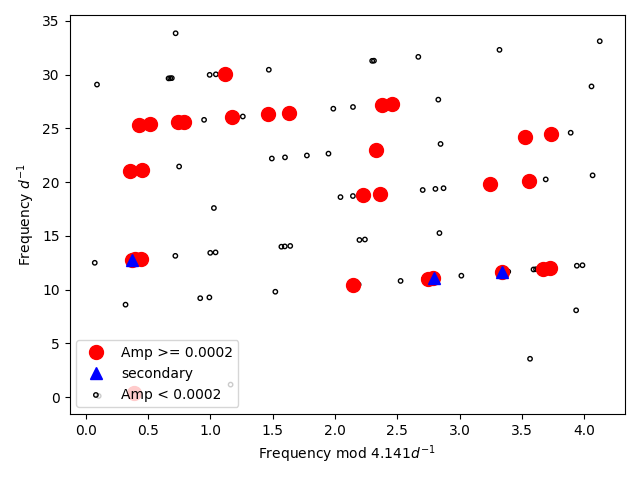 35
30
25
20
15
10
5
0
Frequency $d^{-1}$
Amp >= 0.0002
secondary
Amp < 0.0002
0.0 0.5 1.0 1.5 2.0 2.5 3.0 3.5 4.0
Frequency mod 4.141$d^{-1}$